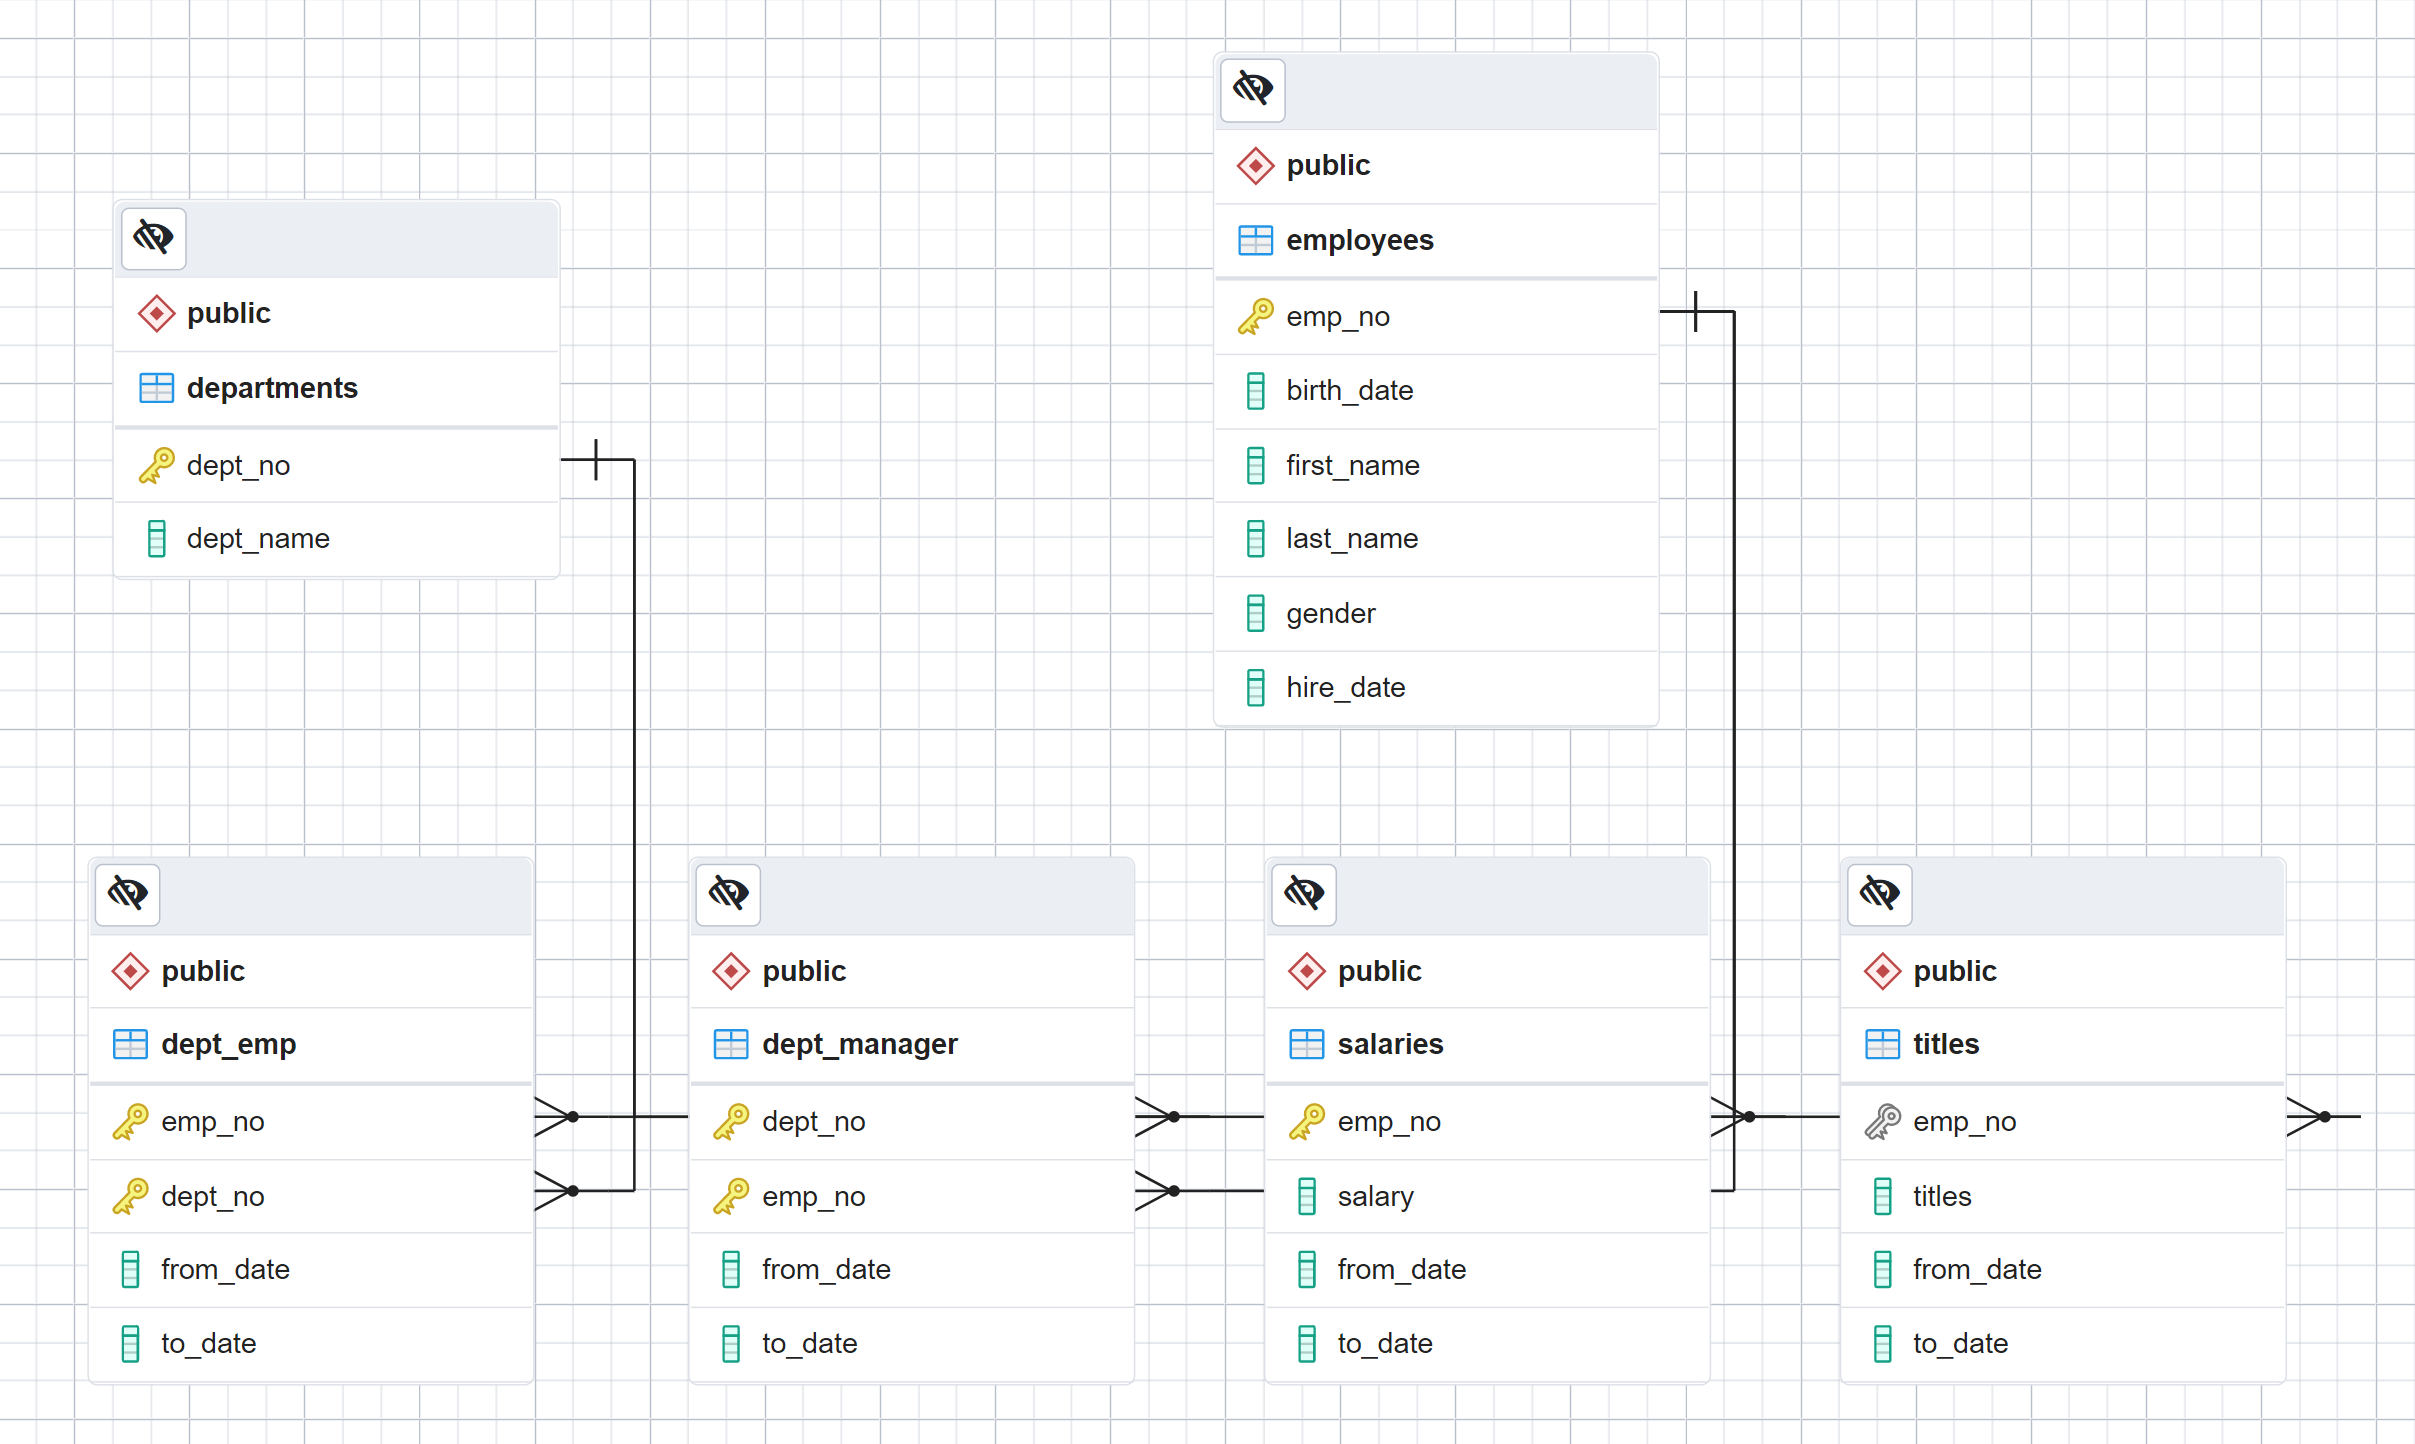 public
departments
dept_no
dept_name
public
employees
emp_no
birth_date
first_name
last_name
gender
hire_date
public
dept_emp
emp_no
dept_no
from_date
to_date
public
dept_manager
dept_no
emp_no
from_date
to_date
public
salaries
emp_no
salary
from_date
to_date
public
titles
emp_no
titles
from_date
to_date